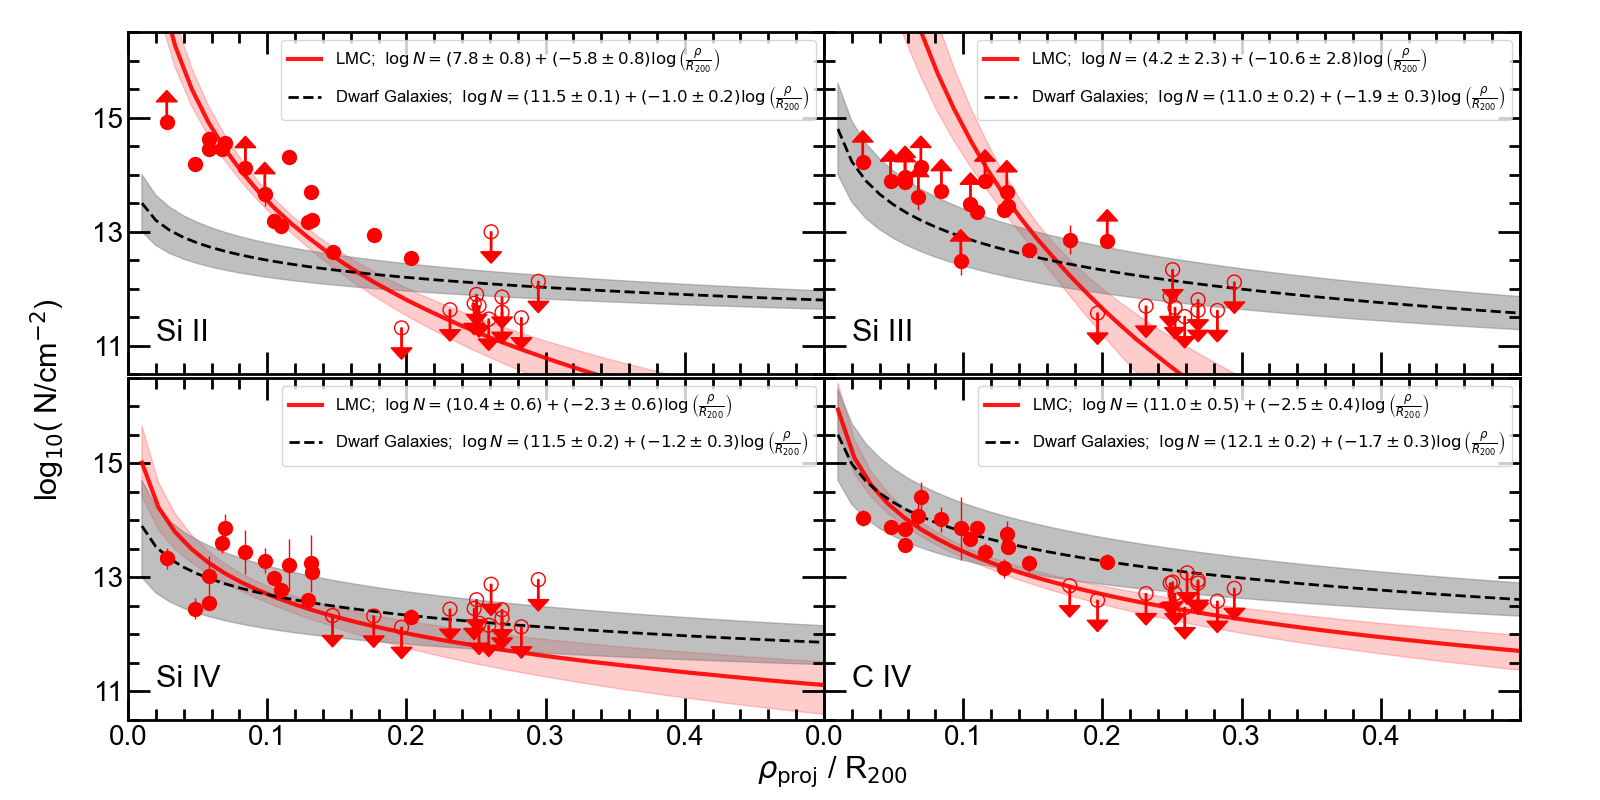 LMC; log N = (7.8 ± 0.8) + (−5.8 ± 0.8)log (ρ/R200)
Dwarf Galaxies; log N = (11.5 ± 0.1) + (−1.0 ± 0.2)log (ρ/R200)
LMC; log N = (4.2 ± 2.3) + (−10.6 ± 2.8)log (ρ/R200)
Dwarf Galaxies; log N = (11.0 ± 0.2) + (−1.9 ± 0.3)log (ρ/R200)
15
13
11
Si II
Si III
LMC; log N = (10.4 ± 0.6) + (−2.3 ± 0.6)log (ρ/R200)
Dwarf Galaxies; log N = (11.5 ± 0.2) + (−1.2 ± 0.3)log (ρ/R200)
LMC; log N = (11.0 ± 0.5) + (−2.5 ± 0.4)log (ρ/R200)
Dwarf Galaxies; log N = (12.1 ± 0.2) + (−1.7 ± 0.3)log (ρ/R200)
15
13
11
Si IV
C IV
0.0 0.1 0.2 0.3 0.4 0.0 0.1 0.2 0.3 0.4
ρproj / R200
log10( N/cm−2)